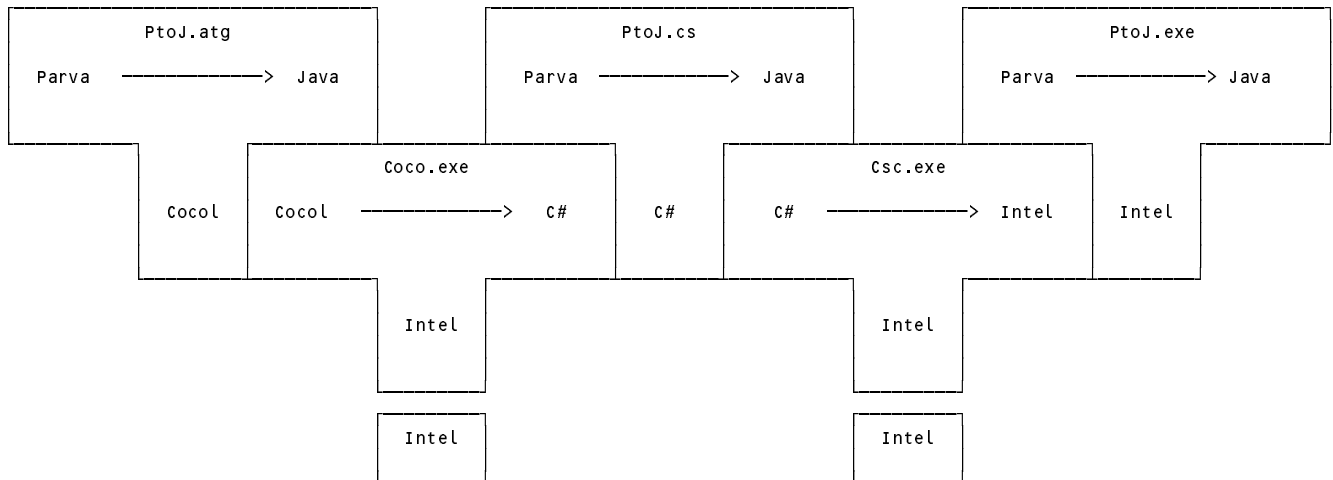 PtoJ.atg PtoJ.cs PtoJ.exe
Parva Java Parva Java Parva Java
Coco.exe Csc.exe
Cocol Cocol C# C# C# Intel Intel
Intel Intel
Intel Intel